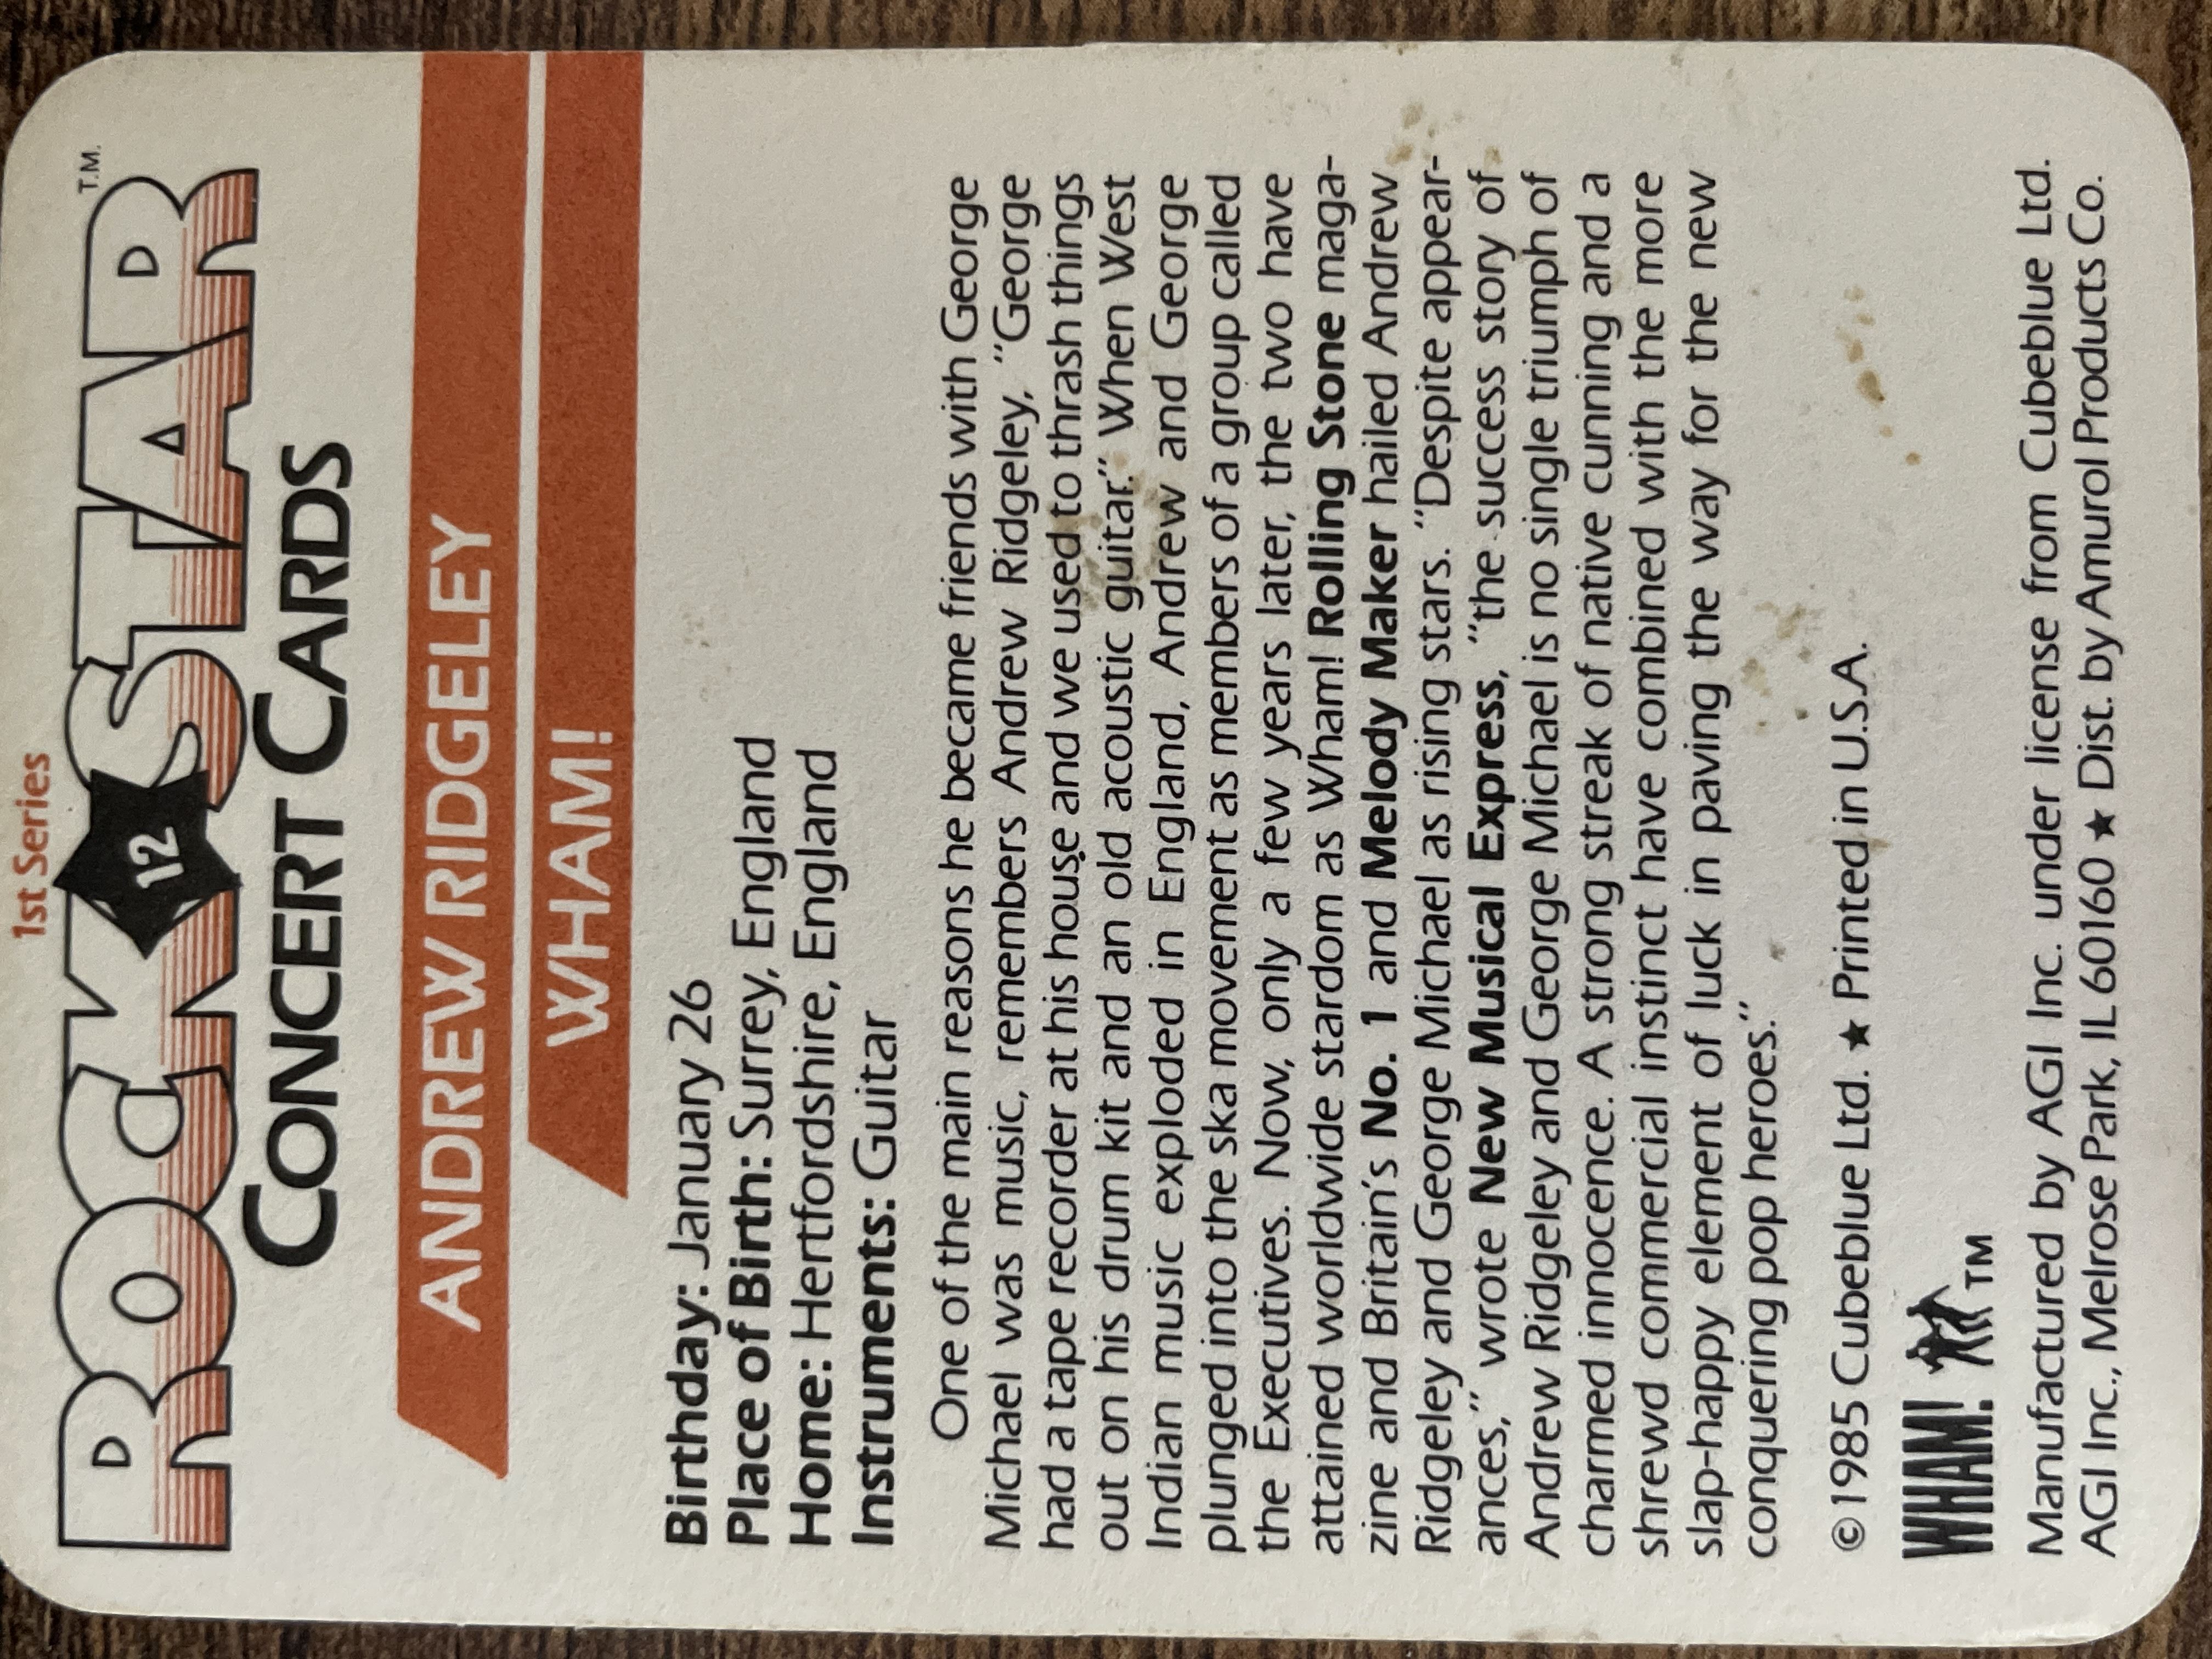 1st Series
ROCK STAR T.M.
12
CONCERT CARDS
ANDREW RIDGELEY
WHAM!
Birthday: January 26
Place of Birth: Surrey, England
Home: Hertfordshire, England
Instruments: Guitar
One of the main reasons he became friends with George
Michael was music, remembers Andrew Ridgeley, "George
had a tape recorder at his house and we used to thrash things
out on his drum kit and an old acoustic guitar." When West
Indian music exploded in England, Andrew and George
plunged into the ska movement as members of a group called
the Executives. Now, only a few years later, the two have
attained worldwide stardom as Wham! Rolling Stone maga-
zine and Britain's No. 1 and Melody Maker hailed Andrew
Ridgeley and George Michael as rising stars. "Despite appear-
ances," wrote New Musical Express, "the success story of
Andrew Ridgeley and George Michael is no single triumph of
charmed innocence. A strong streak of native cunning and a
shrewd commercial instinct have combined with the more
slap-happy element of luck in paving the way for the new
conquering pop heroes."
©1985 Cubeblue Ltd. ★ Printed in U.S.A.
WHAM! TM
Manufactured by AGI Inc. under license from Cubeblue Ltd.
AGI Inc., Melrose Park, IL 60160 ★ Dist. by Amurol Products Co.